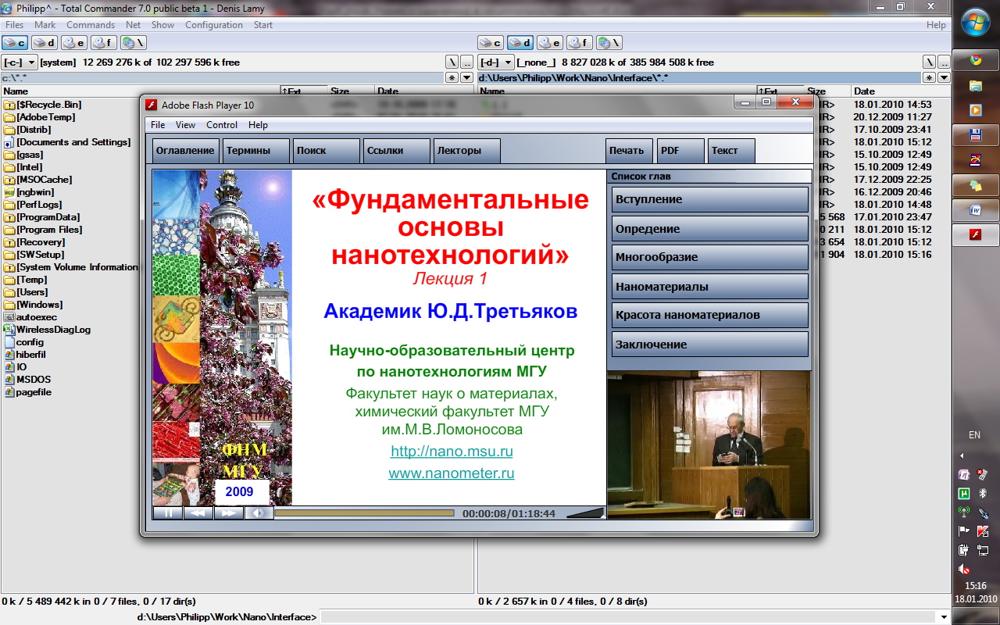 Philipp^ - Total Commander 7.0 public beta 1 - Denis Lamy
Files Mark Commands Net Show Configuration Start Help
c d e f \ c d e f \
[-c-] [system] 12 269 276 k of 102 297 596 k free \ .. [-d-] [_none_] 8 827 028 k of 385 984 508 k free \ ..
c:\*.* * d:\Users\Philipp\Work\Nano\Interface\*.* *
Name ↑Ext Size Date Name ↑Ext Size Date
[$Recycle.Bin]
[AdobeTemp]
[Distrib]
[Documents and Settings]
[gsas]
[Intel]
[MSOCache]
[ngbwin]
[PerfLogs]
[ProgramData]
[Program Files]
[Recovery]
[SWSetup]
[System Volume Information
[Temp]
[Users]
[Windows]
autoexec
WirelessDiagLog
config
hiberfil
IO
MSDOS
pagefile
Adobe Flash Player 10
File View Control Help
Оглавление Термины Поиск Ссылки Лекторы Печать PDF Текст
«Фундаментальные
основы
нанотехнологий»
Лекция 1
Академик Ю.Д.Третьяков
Научно-образовательный центр
по нанотехнологиям МГУ
Факультет наук о материалах,
химический факультет МГУ
им.М.В.Ломоносова
http://nano.msu.ru
www.nanometer.ru
ФНМ
МГУ
2009
Список глав
Вступление
Опредение
Многообразие
Наноматериалы
Красота наноматериалов
Заключение
00:00:08/01:18:44
IR> 18.01.2010 14:53
IR> 20.12.2009 11:27
IR> 17.10.2009 23:41
IR> 18.01.2010 15:12
IR> 15.10.2009 12:49
IR> 15.10.2009 12:49
IR> 17.12.2009 22:25
IR> 16.12.2009 20:46
IR> 18.01.2010 14:48
5 568 17.01.2010 23:47
0 211 18.01.2010 15:12
3 654 18.01.2010 15:12
1 904 18.01.2010 15:16
0 k / 5 489 442 k in 0 / 7 files, 0 / 17 dir(s) 0 k / 2 657 k in 0 / 4 files, 0 / 8 dir(s)
d:\Users\Philipp\Work\Nano\Interface>
EN
15:16
18.01.2010